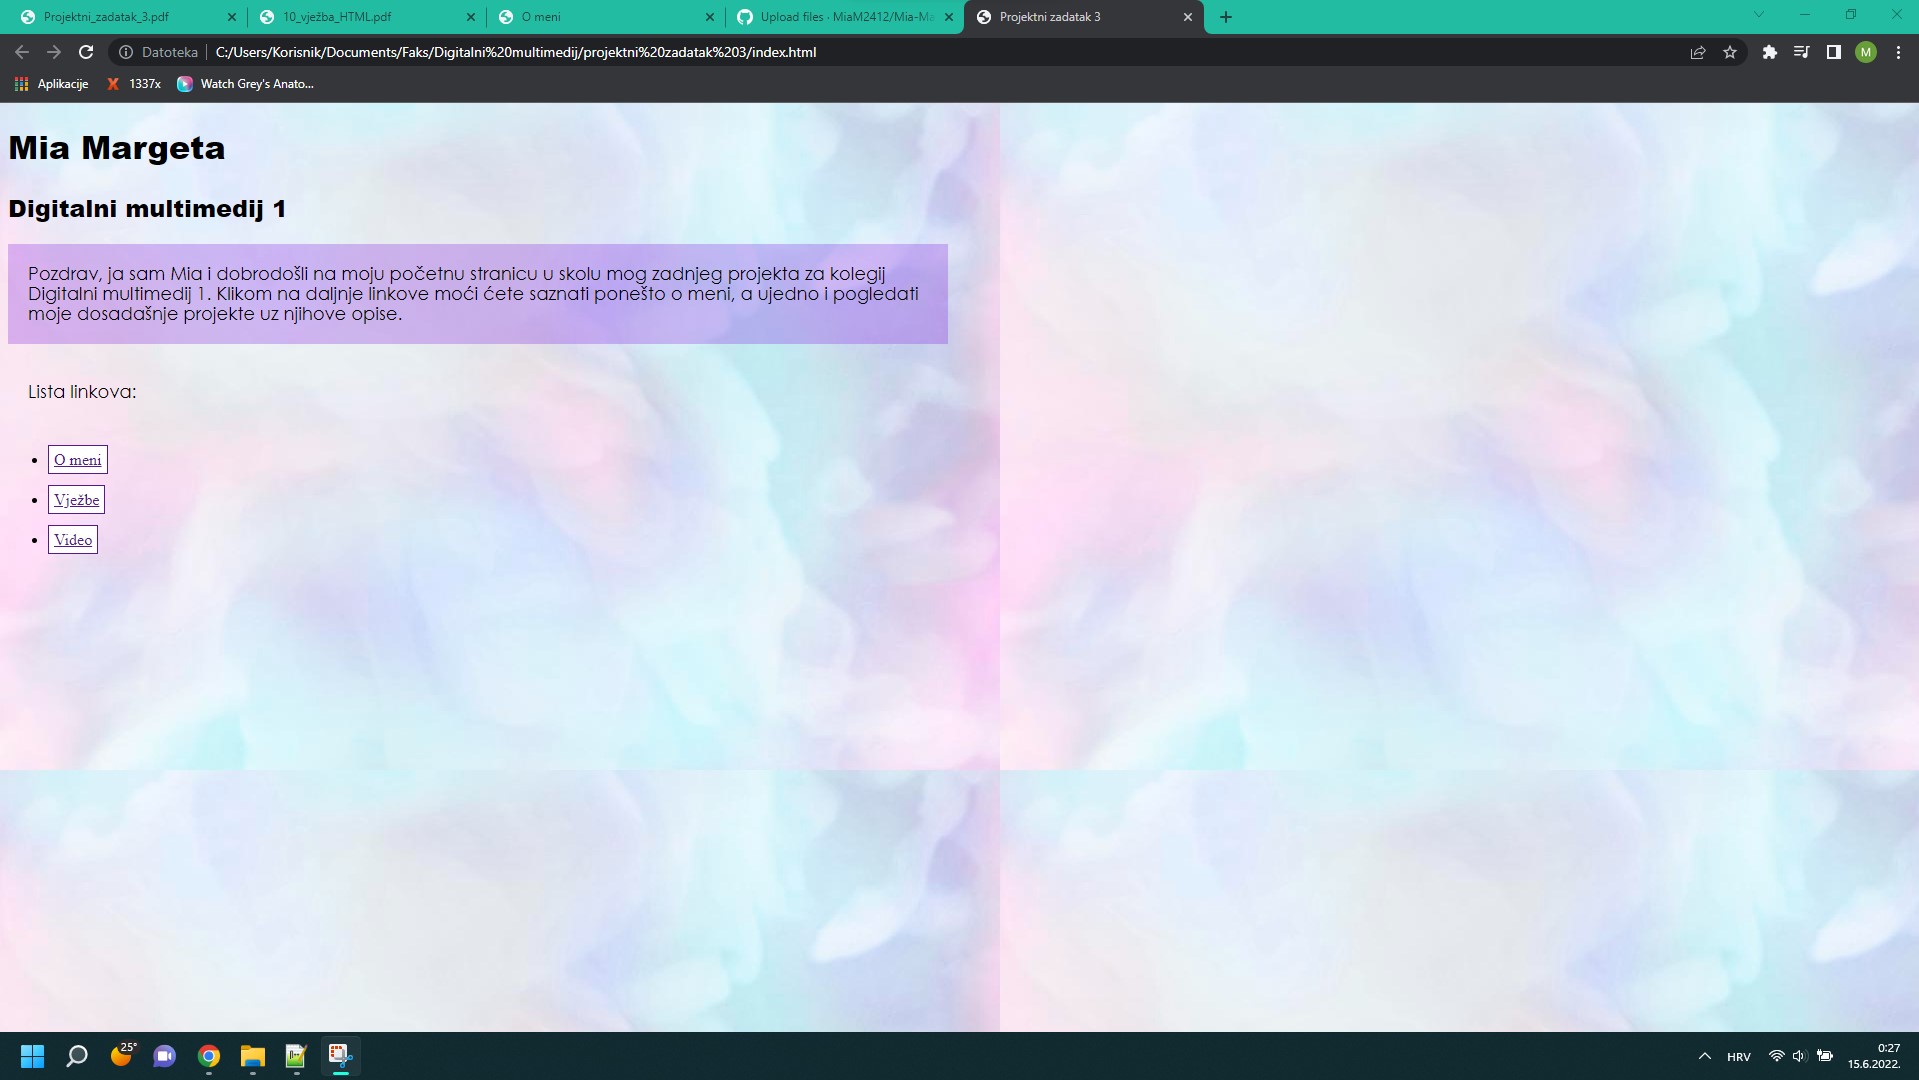 Projektni_zadatak_3.pdf
10_vježba_HTML.pdf
O meni
Upload files · MiaM2412/Mia-Ma
Projektni zadatak 3
Datoteka
C:/Users/Korisnik/Documents/Faks/Digitalni%20multimedij/projektni%20zadatak%203/index.html
M
Aplikacije
1337x
Watch Grey's Anato...
Mia Margeta
Digitalni multimedij 1
Pozdrav, ja sam Mia i dobrodošli na moju početnu stranicu u skolu mog zadnjeg projekta za kolegij
Digitalni multimedij 1. Klikom na daljnje linkove moći ćete saznati ponešto o meni, a ujedno i pogledati
moje dosadašnje projekte uz njihove opise.
Lista linkova:
O meni
Vježbe
Video
25°
HRV
0:27
15.6.2022.